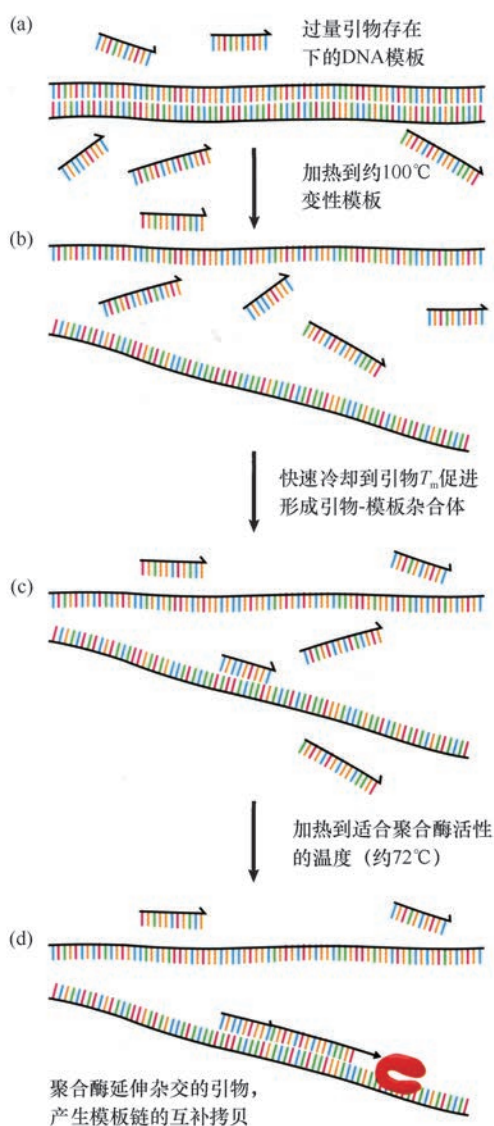 (a)
过量引物存在
下的DNA模板
加热到约100℃
变性模板
(b)
快速冷却到引物Tm促进
形成引物-模板杂合体
(c)
加热到适合聚合酶活性
的温度（约72℃）
(d)
聚合酶延伸杂交的引物，
产生模板链的互补拷贝